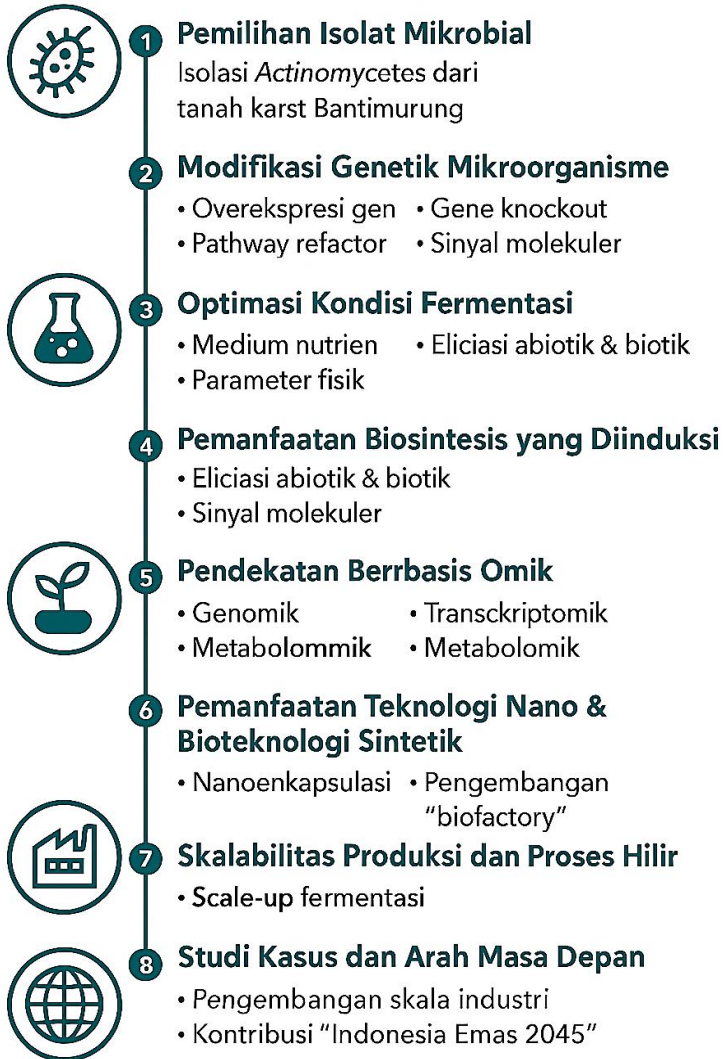 1 Pemilihan Isolat Mikrobial
Isolasi Actinomycetes dari
tanah karst Bantimurung
2 Modifikasi Genetik Mikroorganisme
• Overekspresi gen • Gene knockout
• Pathway refactor • Sinyal molekuler
3 Optimasi Kondisi Fermentasi
• Medium nutrien • Eliciasi abiotik & biotik
• Parameter fisik
4 Pemanfaatan Biosintesis yang Diinduksi
• Eliciasi abiotik & biotik
• Sinyal molekuler
5 Pendekatan Berrbasis Omik
• Genomik • Transckriptomik
• Metabolommik • Metabolomik
6 Pemanfaatan Teknologi Nano &
Bioteknologi Sintetik
• Nanoenkapsulasi • Pengembangan
“biofactory”
7 Skalabilitas Produksi dan Proses Hilir
• Scale-up fermentasi
8 Studi Kasus dan Arah Masa Depan
• Pengembangan skala industri
• Kontribusi “Indonesia Emas 2045”